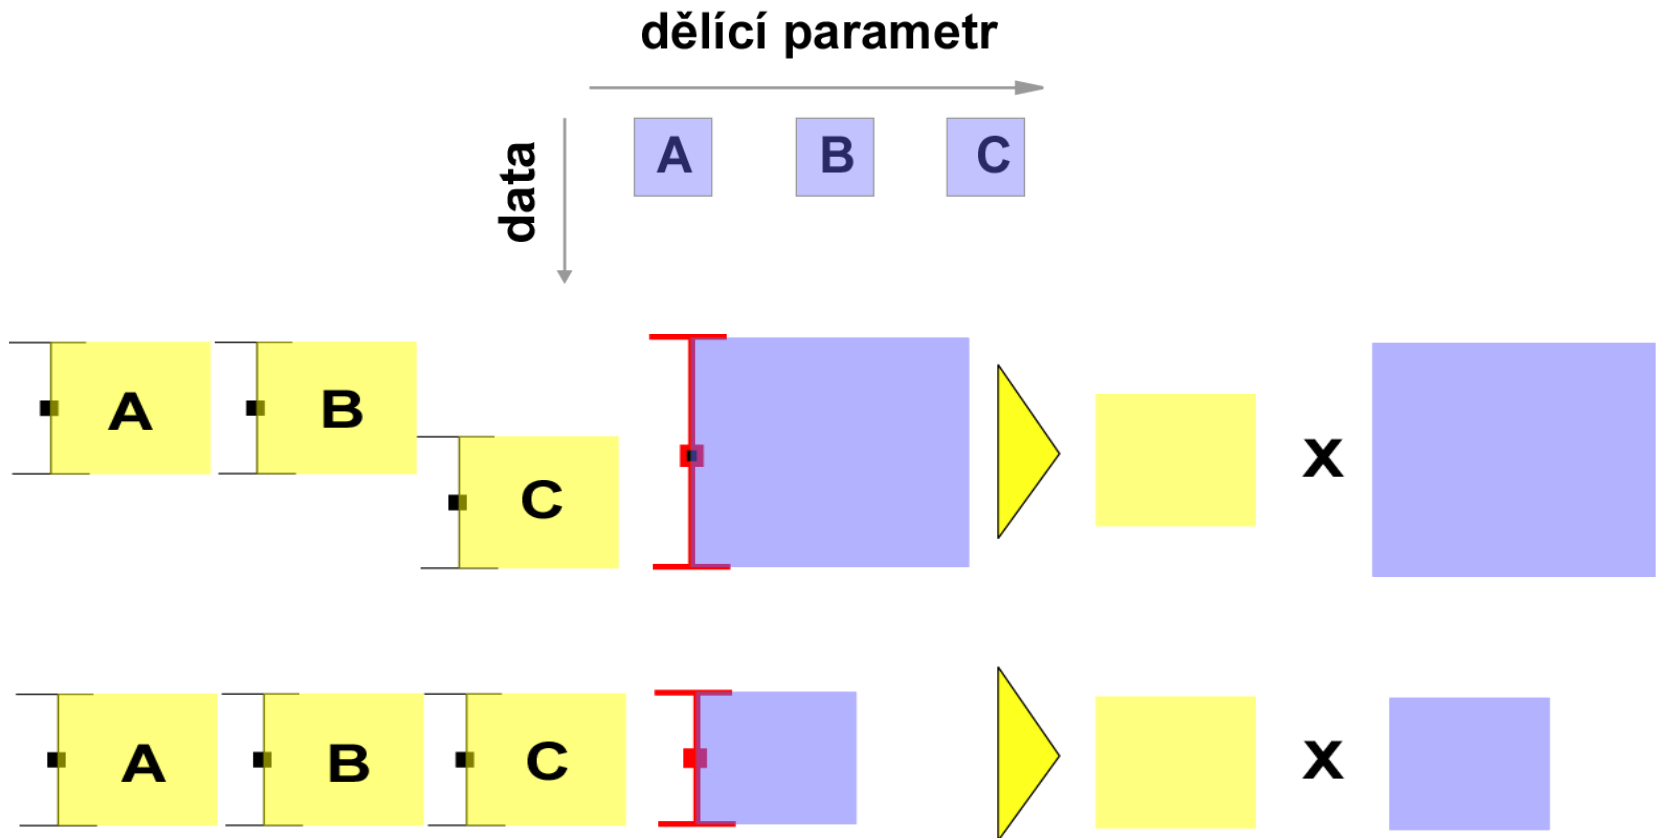 dělící parametr
data
A B C
A B X
C
A B C X